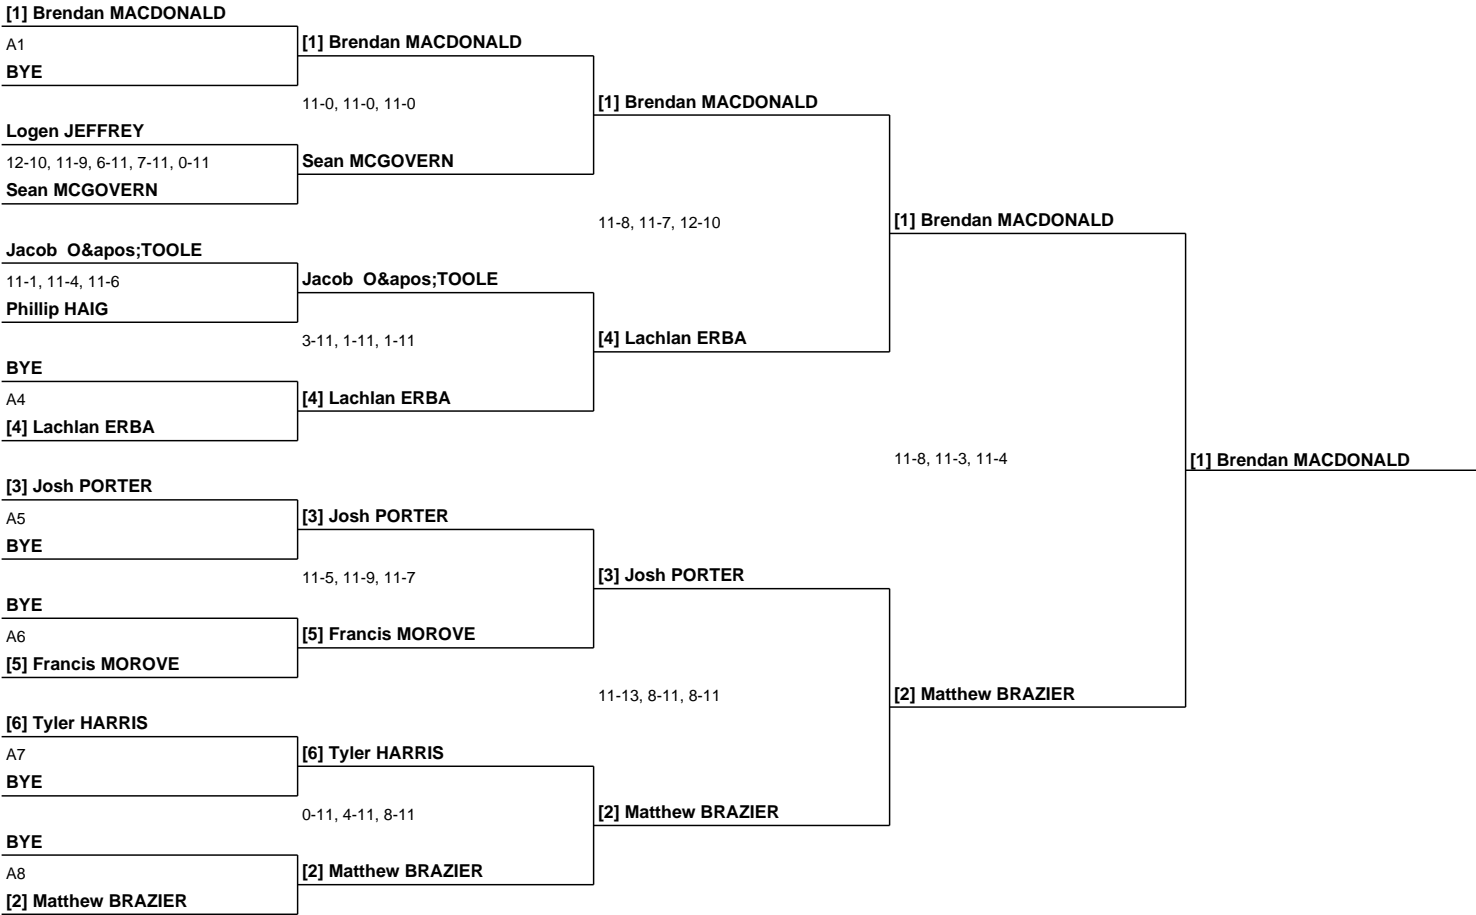 [1] Brendan MACDONALD
A1
BYE
Logen JEFFREY
12-10, 11-9, 6-11, 7-11, 0-11
Sean MCGOVERN
Jacob  O&apos;TOOLE
11-1, 11-4, 11-6
Phillip HAIG
BYE
A4
[4] Lachlan ERBA
[3] Josh PORTER
A5
BYE
BYE
A6
[5] Francis MOROVE
[6] Tyler HARRIS
A7
BYE
BYE
A8
[2] Matthew BRAZIER
[1] Brendan MACDONALD
11-0, 11-0, 11-0
Sean MCGOVERN
Jacob  O&apos;TOOLE
3-11, 1-11, 1-11
[4] Lachlan ERBA
[3] Josh PORTER
11-5, 11-9, 11-7
[5] Francis MOROVE
[6] Tyler HARRIS
0-11, 4-11, 8-11
[2] Matthew BRAZIER
[1] Brendan MACDONALD
11-8, 11-7, 12-10
[4] Lachlan ERBA
[3] Josh PORTER
11-13, 8-11, 8-11
[2] Matthew BRAZIER
[1] Brendan MACDONALD
11-8, 11-3, 11-4
[2] Matthew BRAZIER
[1] Brendan MACDONALD